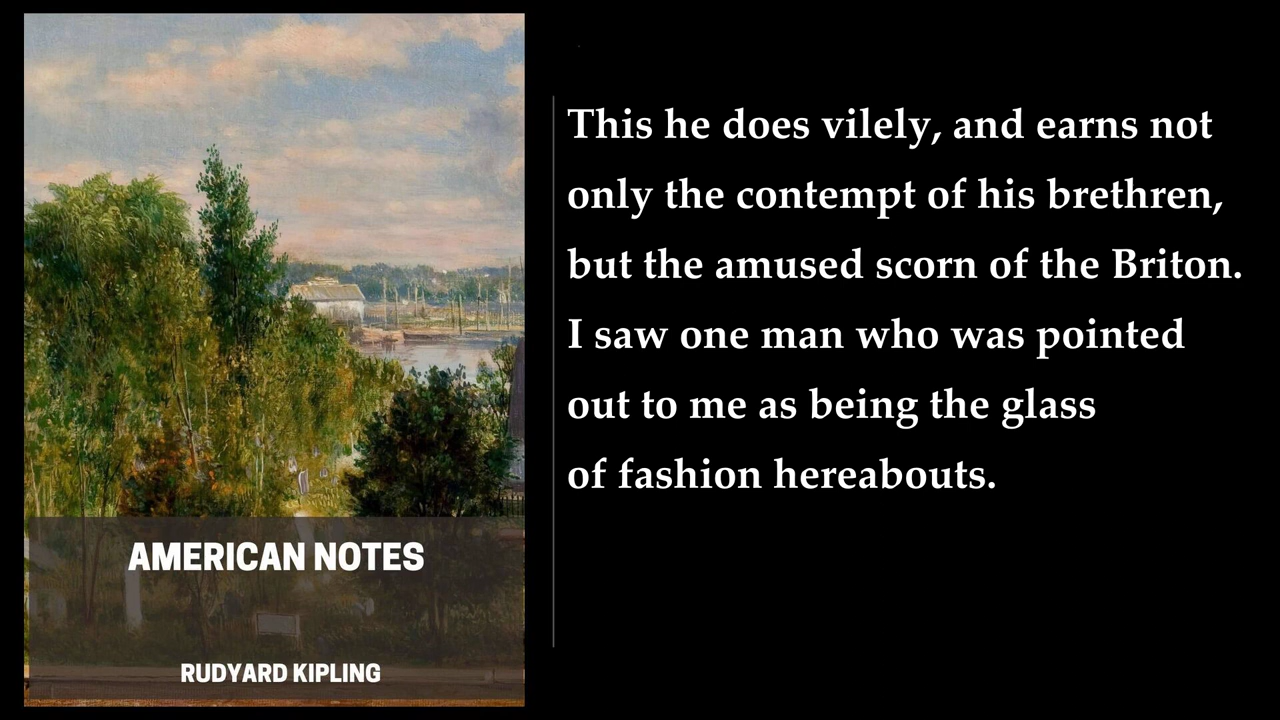 AMERICAN NOTES
RUDYARD KIPLING
This he does vilely, and earns not
only the contempt of his brethren,
but the amused scorn of the Briton.
I saw one man who was pointed
out to me as being the glass
of fashion hereabouts.